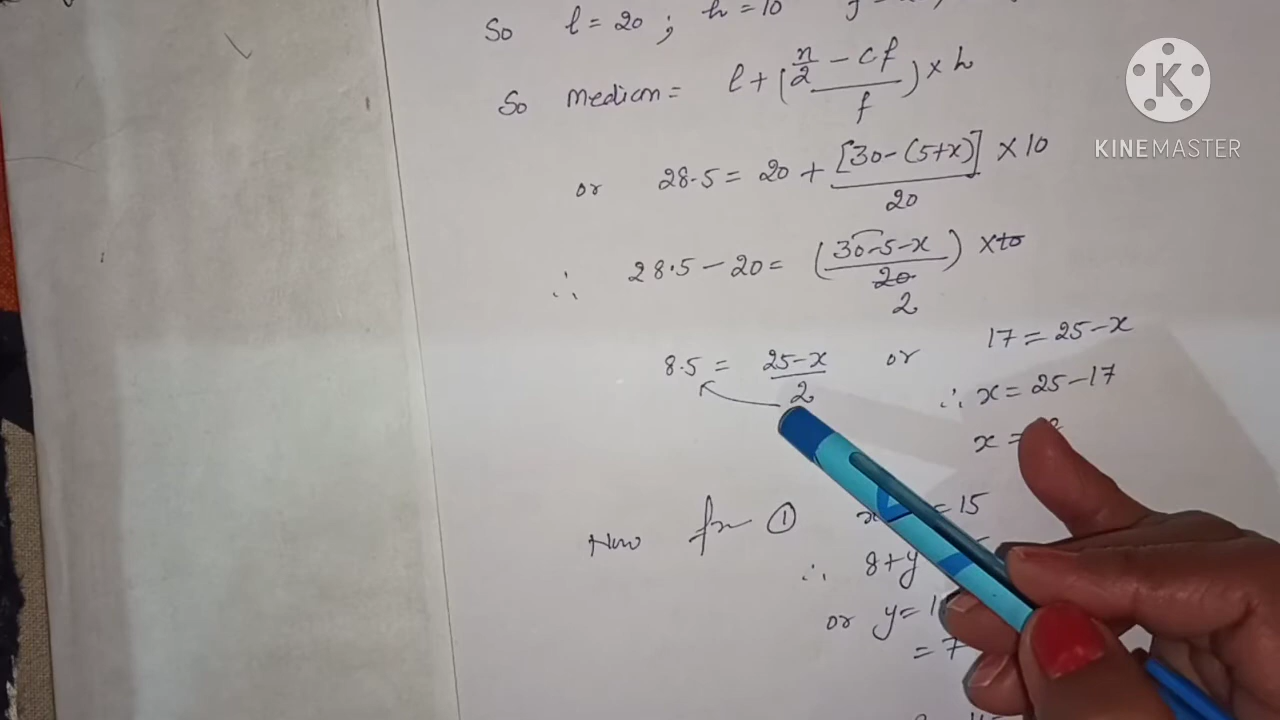 So l = 20 ; h = 10
So median = l + (n/2 - cf / f) × h
KINEMASTER
or 28.5 = 20 + [30-(5+x)] / 20 × 10
∴ 28.5 - 20 = (30-5-x / 20) × 10
2
8.5 = 25-x / 2 or 17 = 25-x
∴ x = 25-17
x =
Now fm ① x = 15
∴ 8+y
or y =
= 7